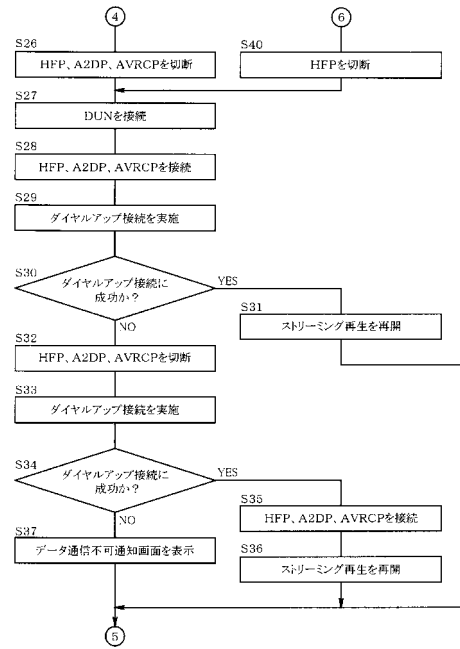 4
6
S26
HFP、A2DP、AVRCPを切断
S40
HFPを切断
S27
DUNを接続
S28
HFP、A2DP、AVRCPを接続
S29
ダイヤルアップ接続を実施
S30
ダイヤルアップ接続に
成功か?
YES
NO
S31
ストリーミング再生を再開
S32
HFP、A2DP、AVRCPを切断
S33
ダイヤルアップ接続を実施
S34
ダイヤルアップ接続に
成功か?
YES
NO
S35
HFP、A2DP、AVRCPを接続
S37
データ通信不可通知画面を表示
S36
ストリーミング再生を再開
5